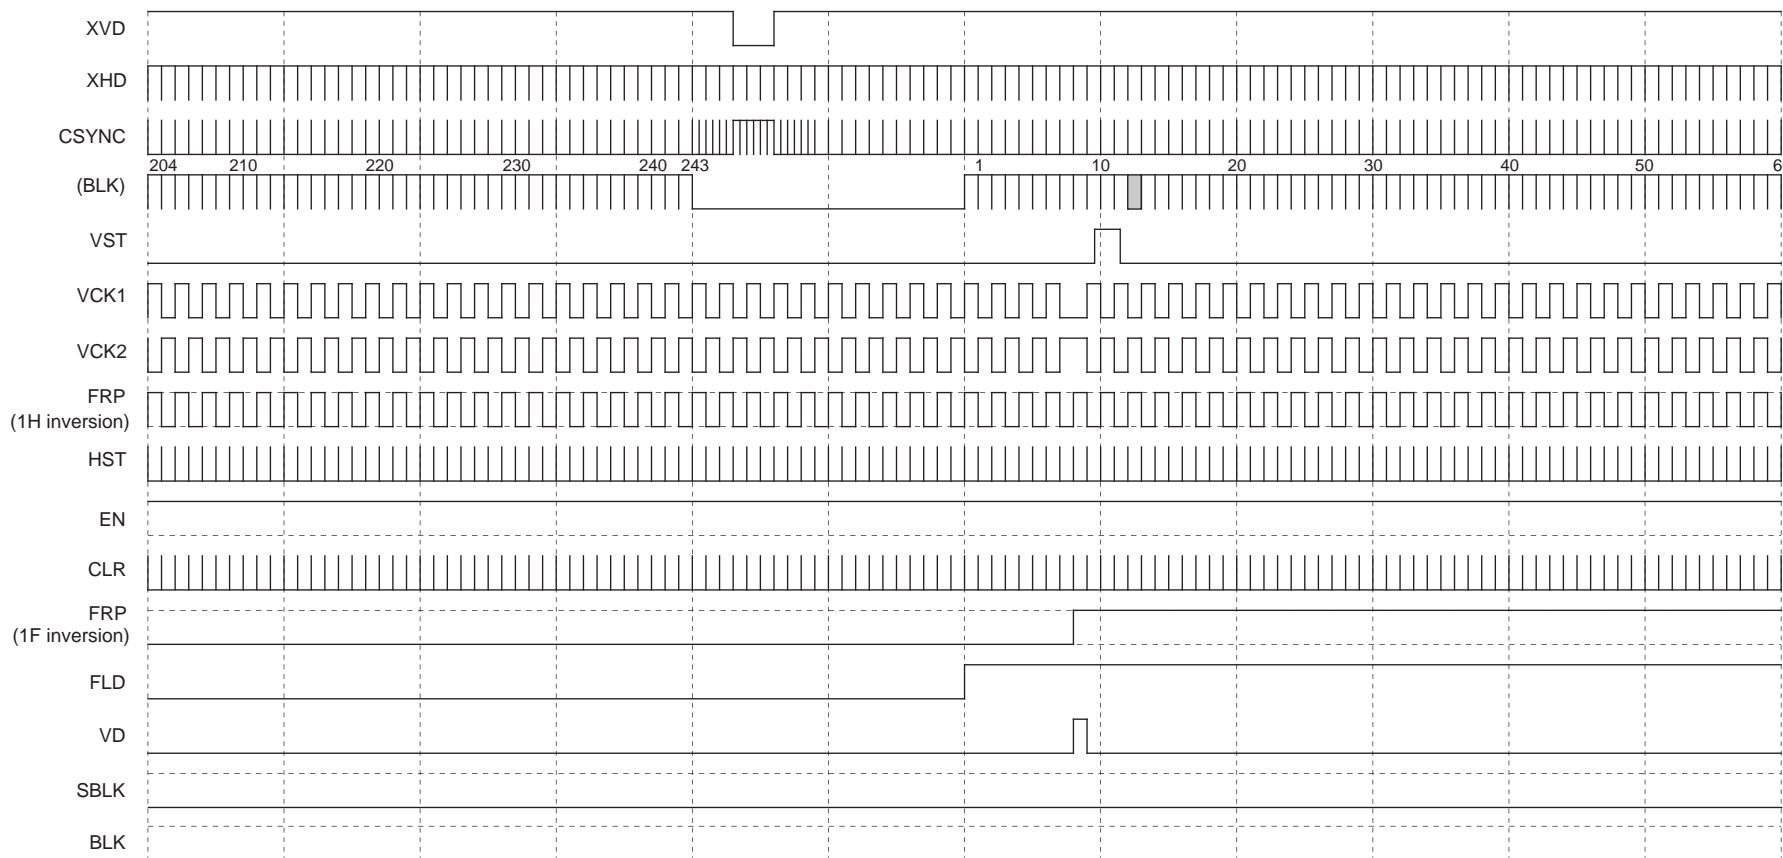 XVD
XHD
CSYNC
204 210 220 230 240 243 1 10 20 30 40 50 6
(BLK)
VST
VCK1
VCK2
FRP
(1H inversion)
HST
EN
CLR
FRP
(1F inversion)
FLD
VD
SBLK
BLK